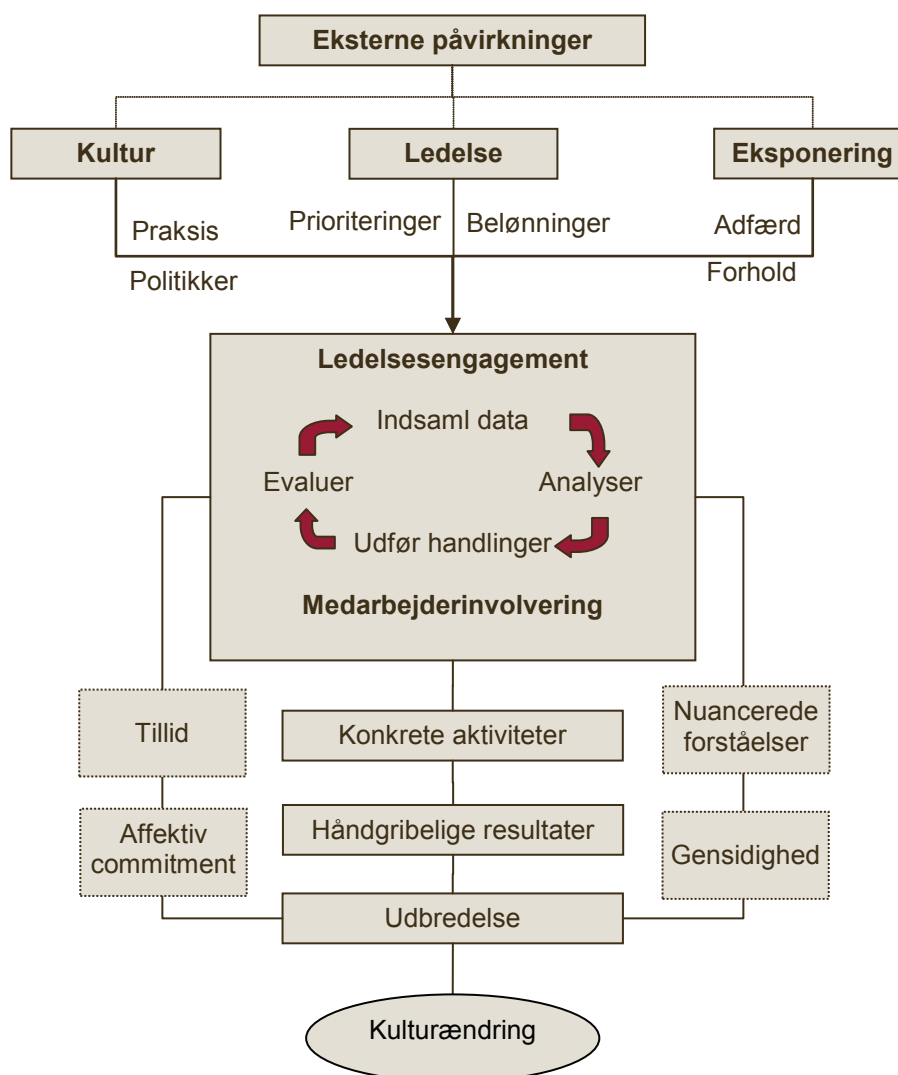 Eksterne påvirkninger
Kultur
Ledelse
Eksponering
Praksis
Prioriteringer
Belønninger
Adfærd
Politikker
Forhold
Ledelsesengagement
Indsaml data
Evaluer
Analyser
Udfør handlinger
Medarbejderinvolvering
Tillid
Konkrete aktiviteter
Nuancerede
forståelser
Affektiv
commitment
Håndgribelige resultater
Gensidighed
Udbredelse
Kulturændring